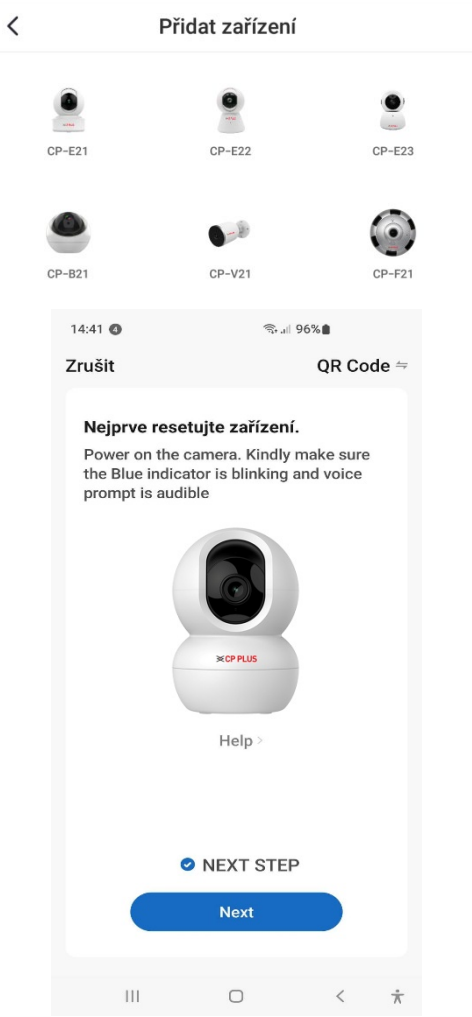 Přidat zařízení
CP-E21
CP-E22
CP-E23
CP-B21
CP-V21
CP-F21
14:41 4 96%
Zrušit
QR Code
Nejprve resetujte zařízení.
Power on the camera. Kindly make sure
the Blue indicator is blinking and voice
prompt is audible
CP PLUS
Help
NEXT STEP
Next